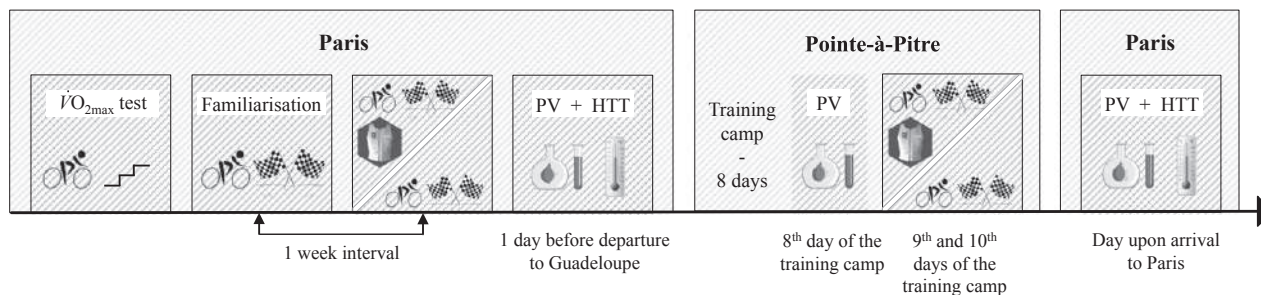 Paris
V̇O2max test
Familiarisation
PV + HTT
1 week interval
1 day before departure
to Guadeloupe
Pointe-à-Pitre
Training
camp
-
8 days
PV
8th day of the
training camp
9th and 10th
days of the
training camp
Paris
PV + HTT
Day upon arrival
to Paris